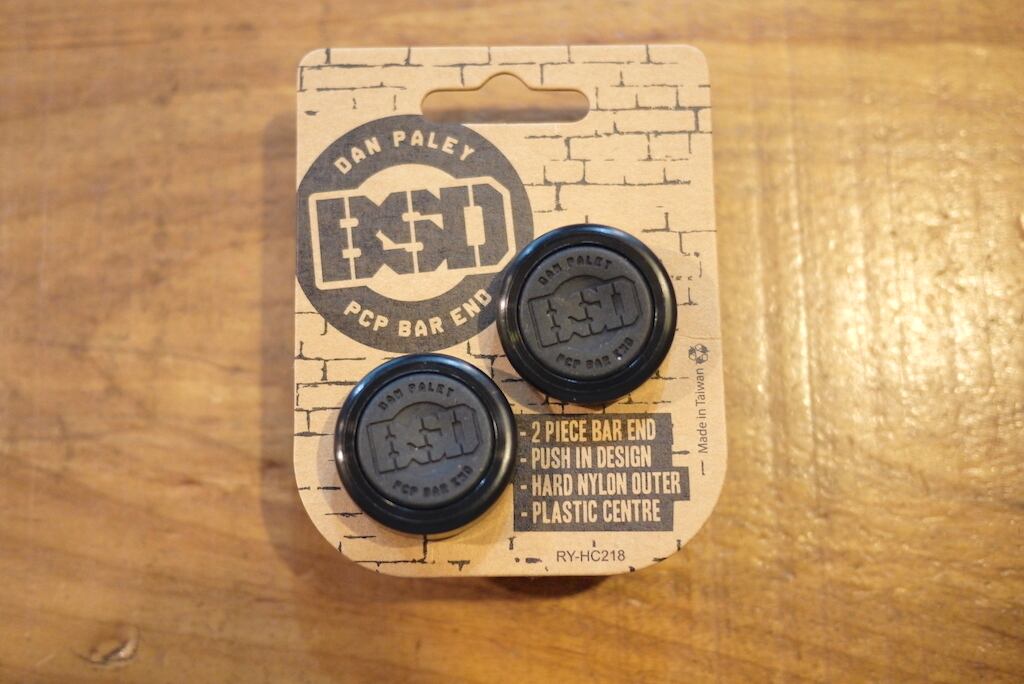 DAN PALEY
BSD
PCP BAR END
DAN PALEY
BSD
PCP BAR END
DAN PALEY
BSD
PCP BAR END
- 2 PIECE BAR END
- PUSH IN DESIGN
- HARD NYLON OUTER
- PLASTIC CENTRE
Made in Taiwan
RY-HC218